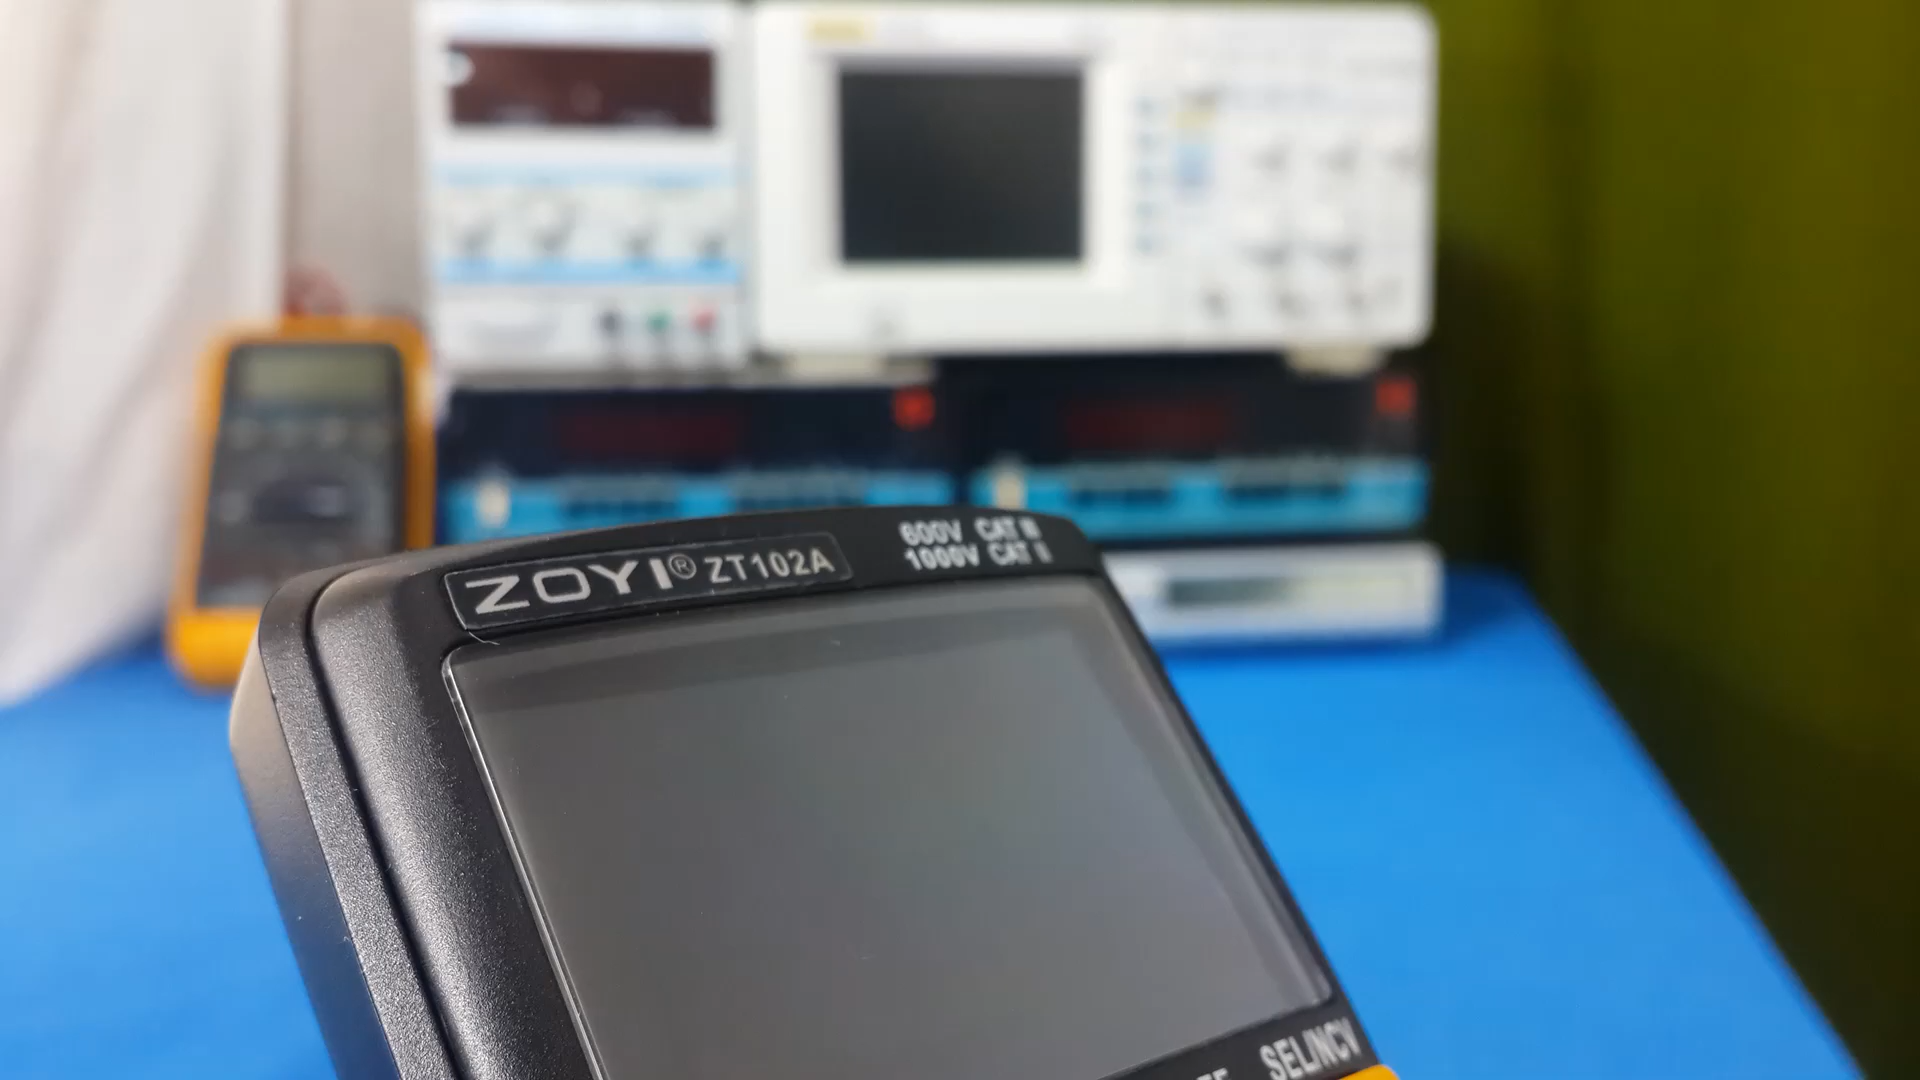 ZOYI® ZT102A
600V CAT III
1000V CAT II
SEL/NCV